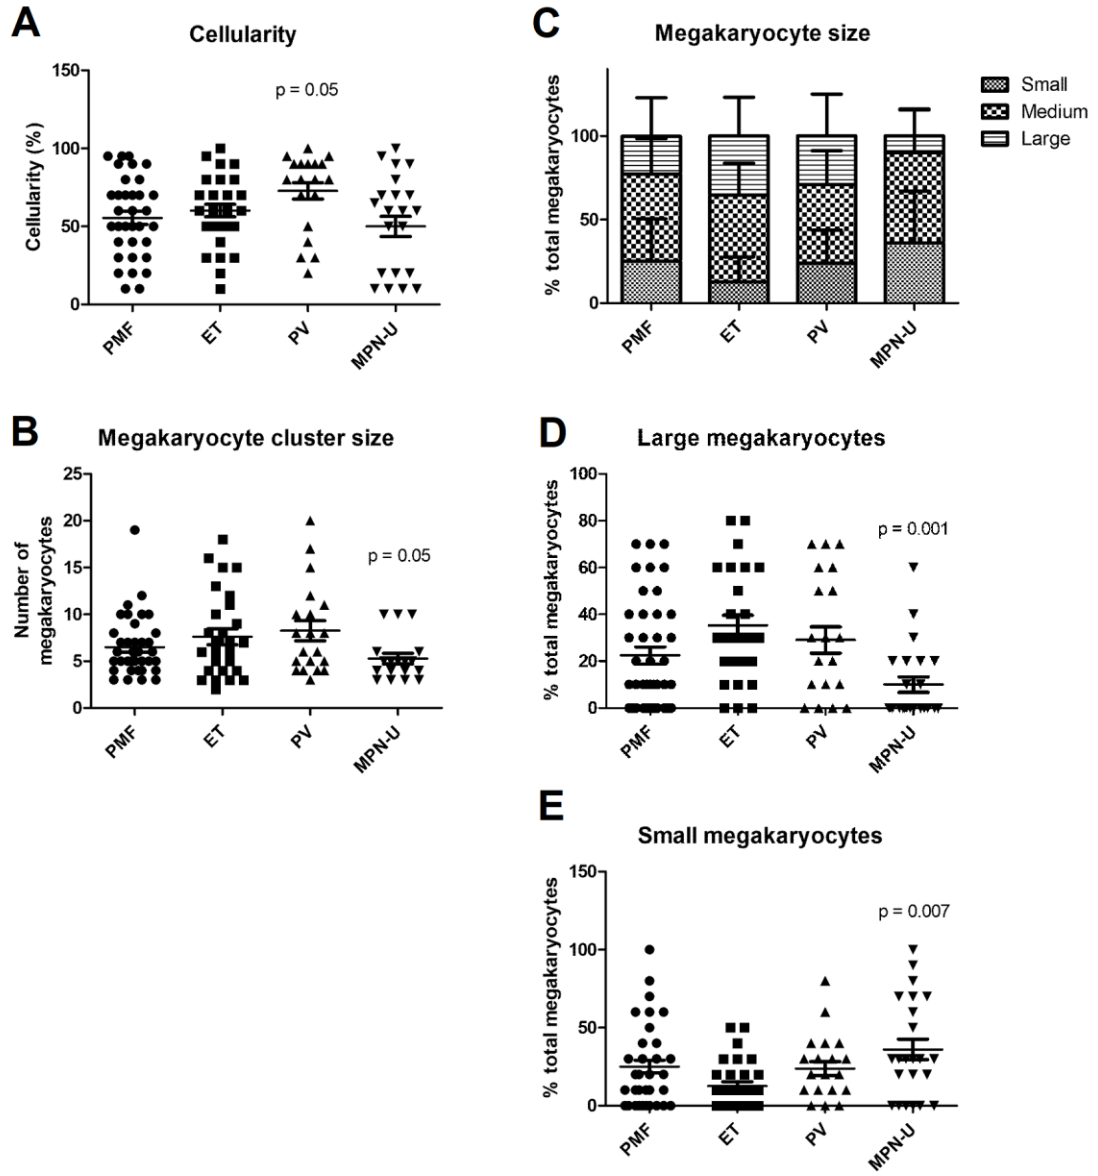 A
Cellularity
150
100
50
0
Cellularity (%)
p = 0.05
PMF
ET
PV
MPN-U
B
Megakaryocyte cluster size
25
20
15
10
5
0
Number of
megakaryocytes
p = 0.05
PMF
ET
PV
MPN-U
C
Megakaryocyte size
100
50
0
% total megakaryocytes
Small
Medium
Large
PMF
ET
PV
MPN-U
D
Large megakaryocytes
100
80
60
40
20
0
% total megakaryocytes
p = 0.001
PMF
ET
PV
MPN-U
E
Small megakaryocytes
150
100
50
0
% total megakaryocytes
p = 0.007
PMF
ET
PV
MPN-U